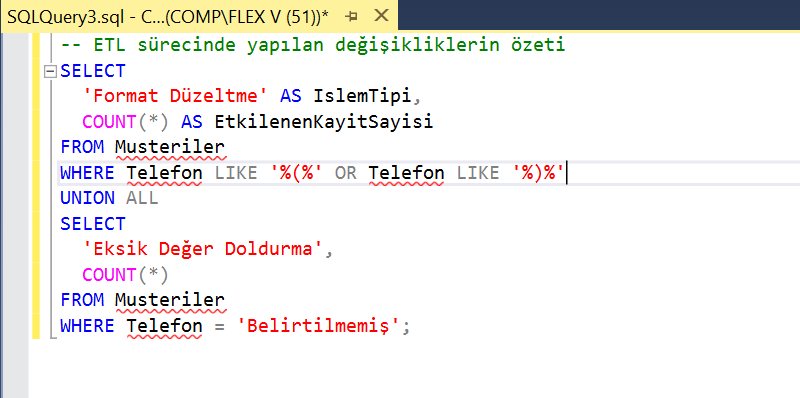 SQLQuery3.sql - C...(COMP\FLEX V (51))*
-- ETL sürecinde yapılan değişikliklerin özeti
SELECT
'Format Düzeltme' AS IslemTipi,
COUNT(*) AS EtkilenenKayitSayisi
FROM Musteriler
WHERE Telefon LIKE '%(%' OR Telefon LIKE '%)%'
UNION ALL
SELECT
'Eksik Değer Doldurma',
COUNT(*)
FROM Musteriler
WHERE Telefon = 'Belirtilmemiş';